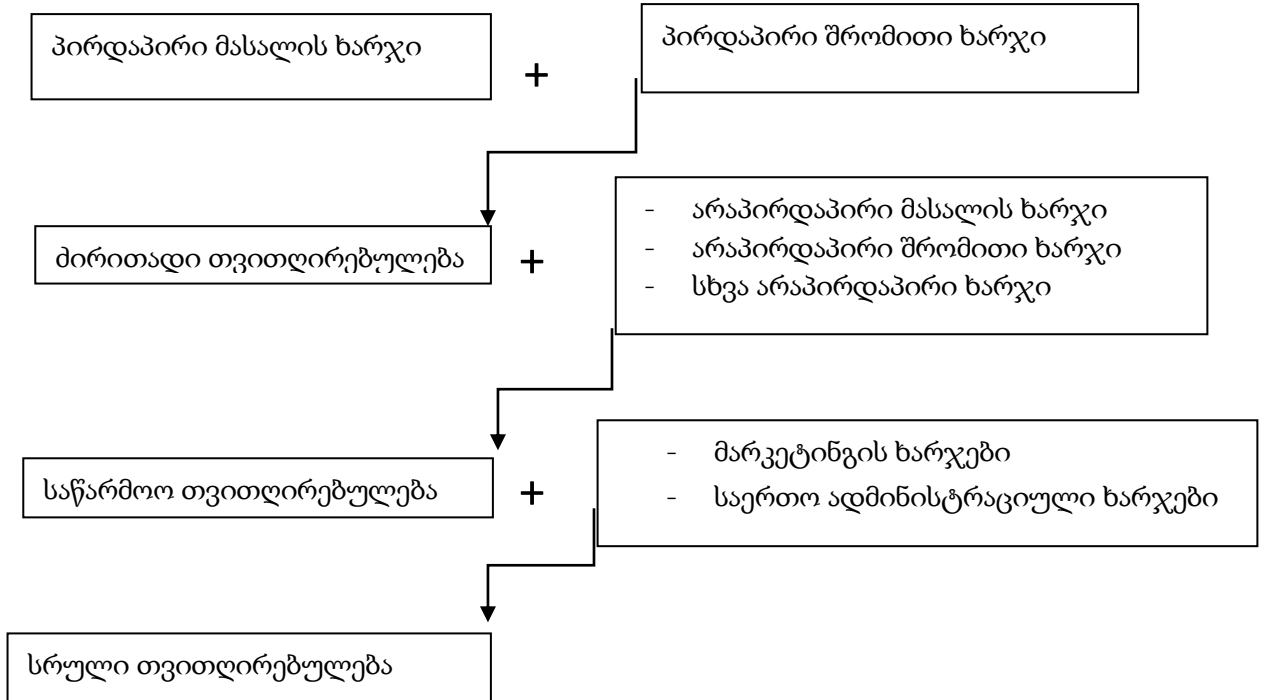 პირდაპირი მასალის ხარჯი
+
პირდაპირი შრომითი ხარჯი
ძირითადი თვითღირებულება
+
- არაპირდაპირი მასალის ხარჯი
- არაპირდაპირი შრომითი ხარჯი
- სხვა არაპირდაპირი ხარჯი
საწარმოო თვითღირებულება
+
- მარკეტინგის ხარჯები
- საერთო ადმინისტრაციული ხარჯები
სრული თვითღირებულება